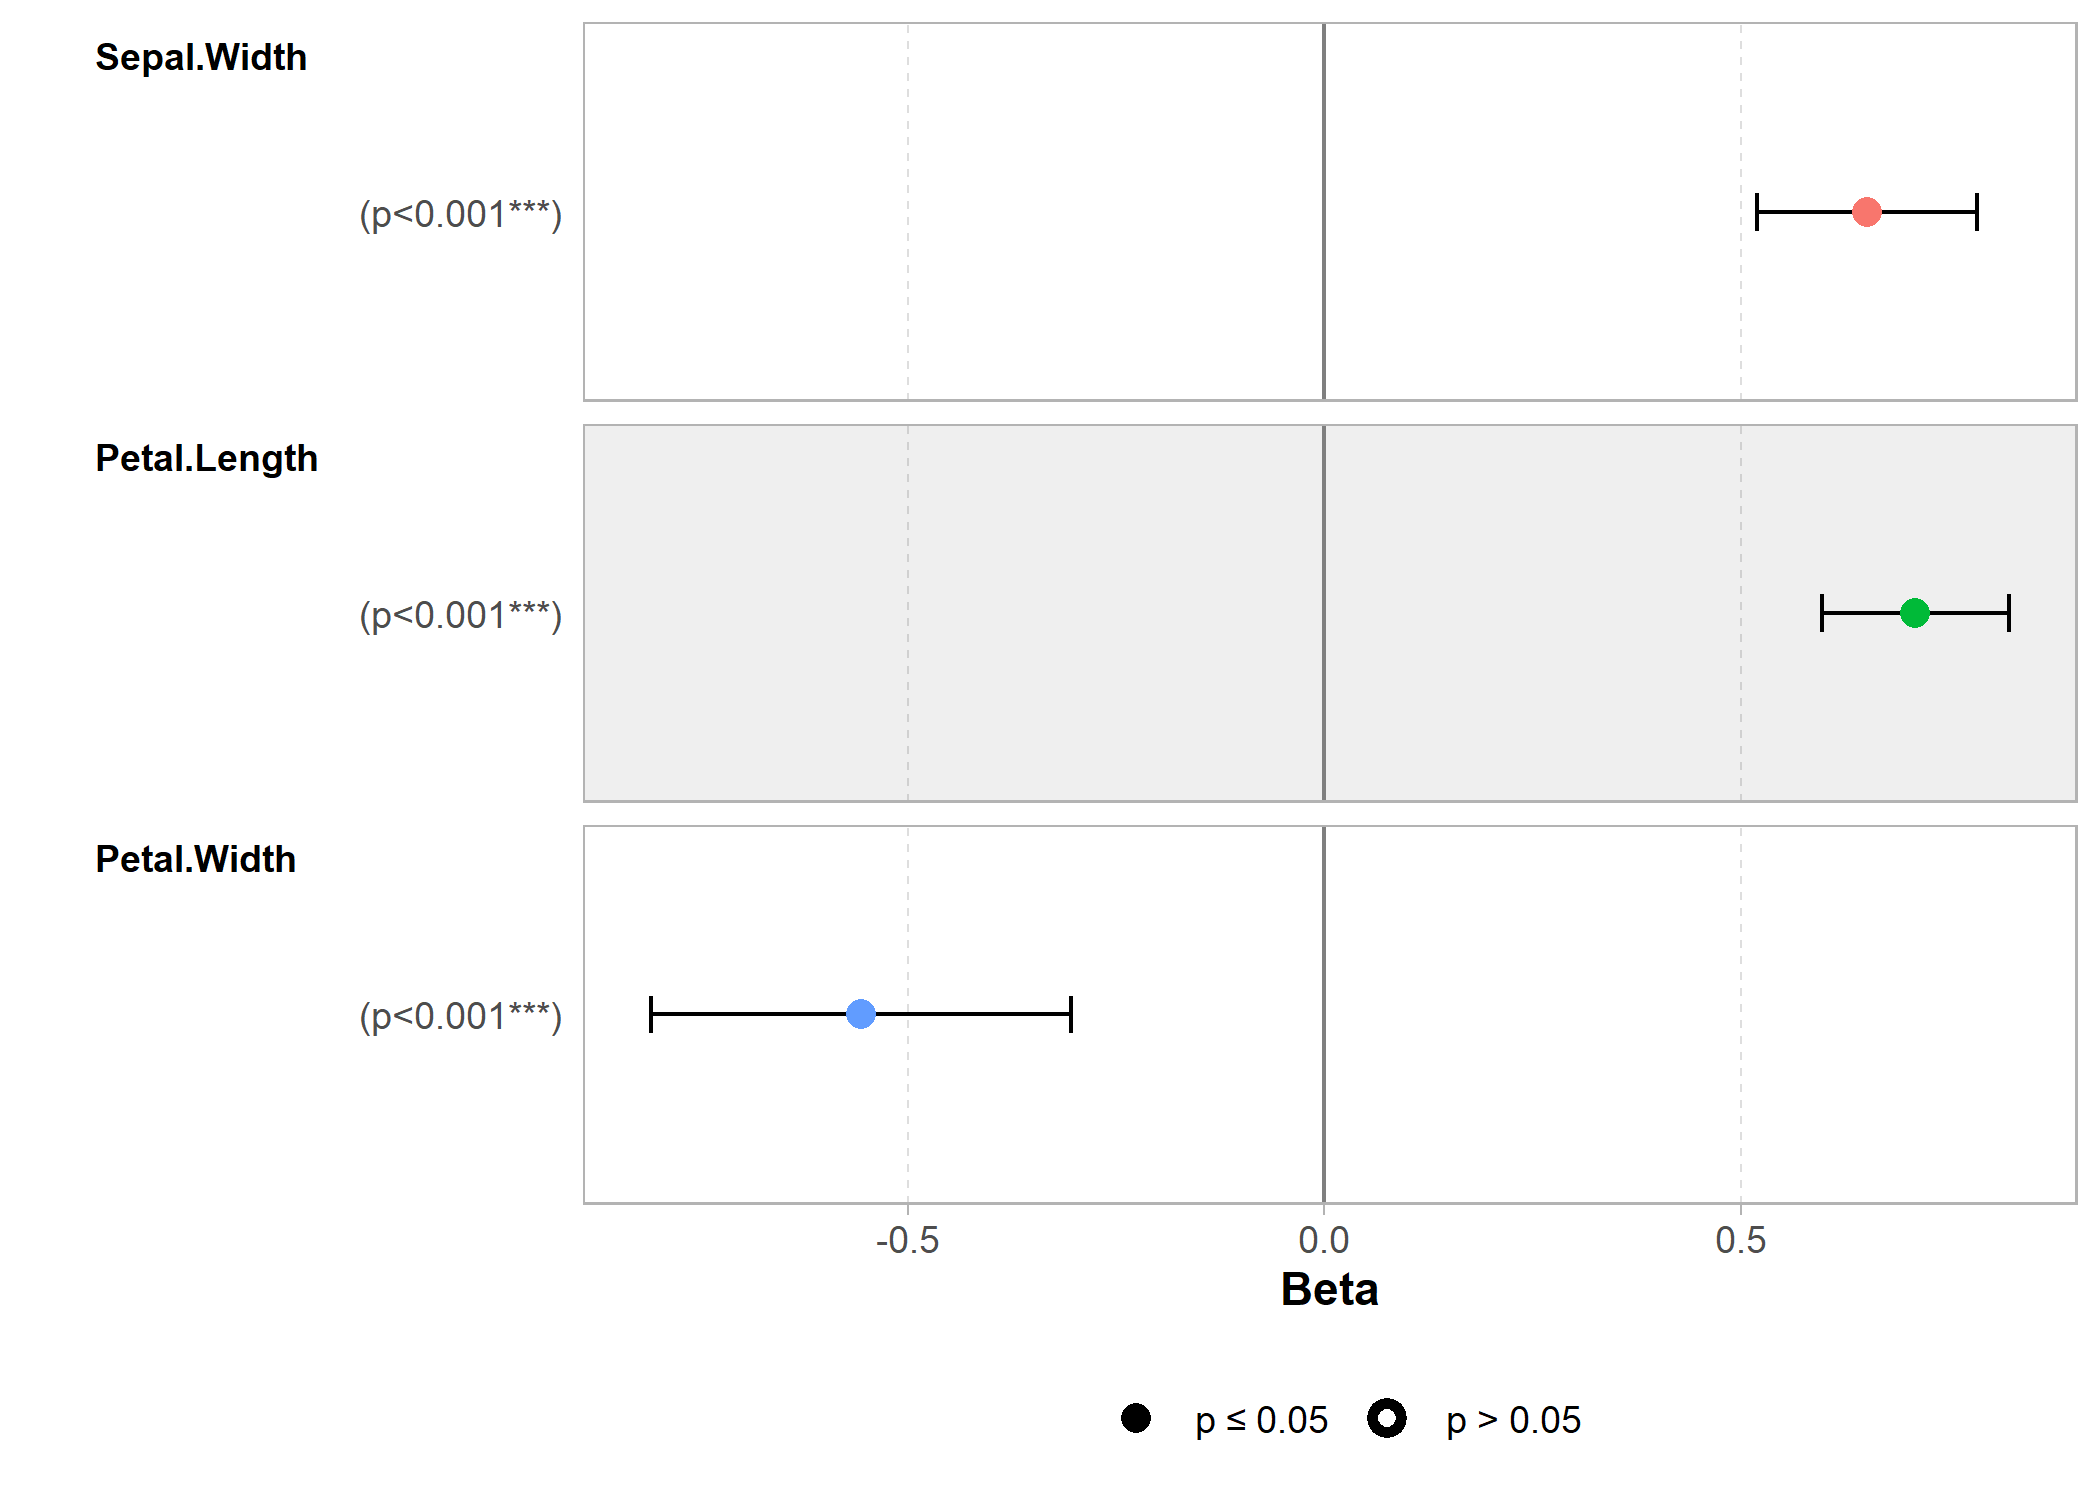 Sepal.Width
(p<0.001***)
Petal.Length
(p<0.001***)
Petal.Width
(p<0.001***)
-0.5 0.0 0.5
Beta
p ≤ 0.05 p > 0.05